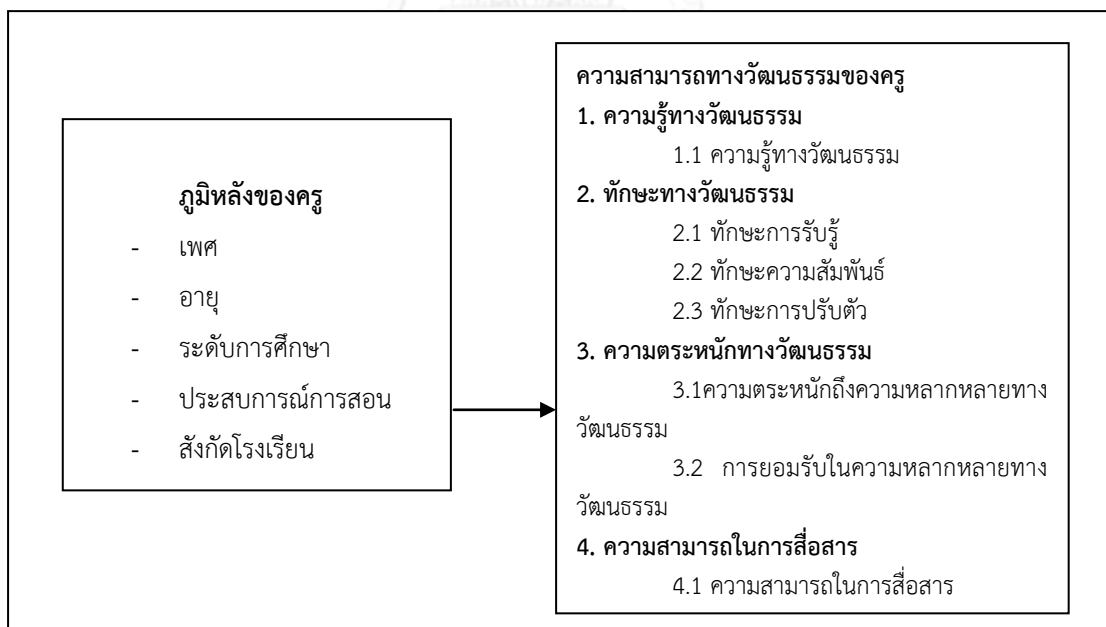 ภูมิหลังของครู
- เพศ
- อายุ
- ระดับการศึกษา
- ประสบการณ์การสอน
- สังกัดโรงเรียน
ความสามารถทางวัฒนธรรมของครู
1. ความรู้ทางวัฒนธรรม
1.1 ความรู้ทางวัฒนธรรม
2. ทักษะทางวัฒนธรรม
2.1 ทักษะการรับรู้
2.2 ทักษะความสัมพันธ์
2.3 ทักษะการปรับตัว
3. ความตระหนักทางวัฒนธรรม
3.1ความตระหนักถึงความหลากหลายทาง
วัฒนธรรม
3.2 การยอมรับในความหลากหลายทาง
วัฒนธรรม
4. ความสามารถในการสื่อสาร
4.1 ความสามารถในการสื่อสาร